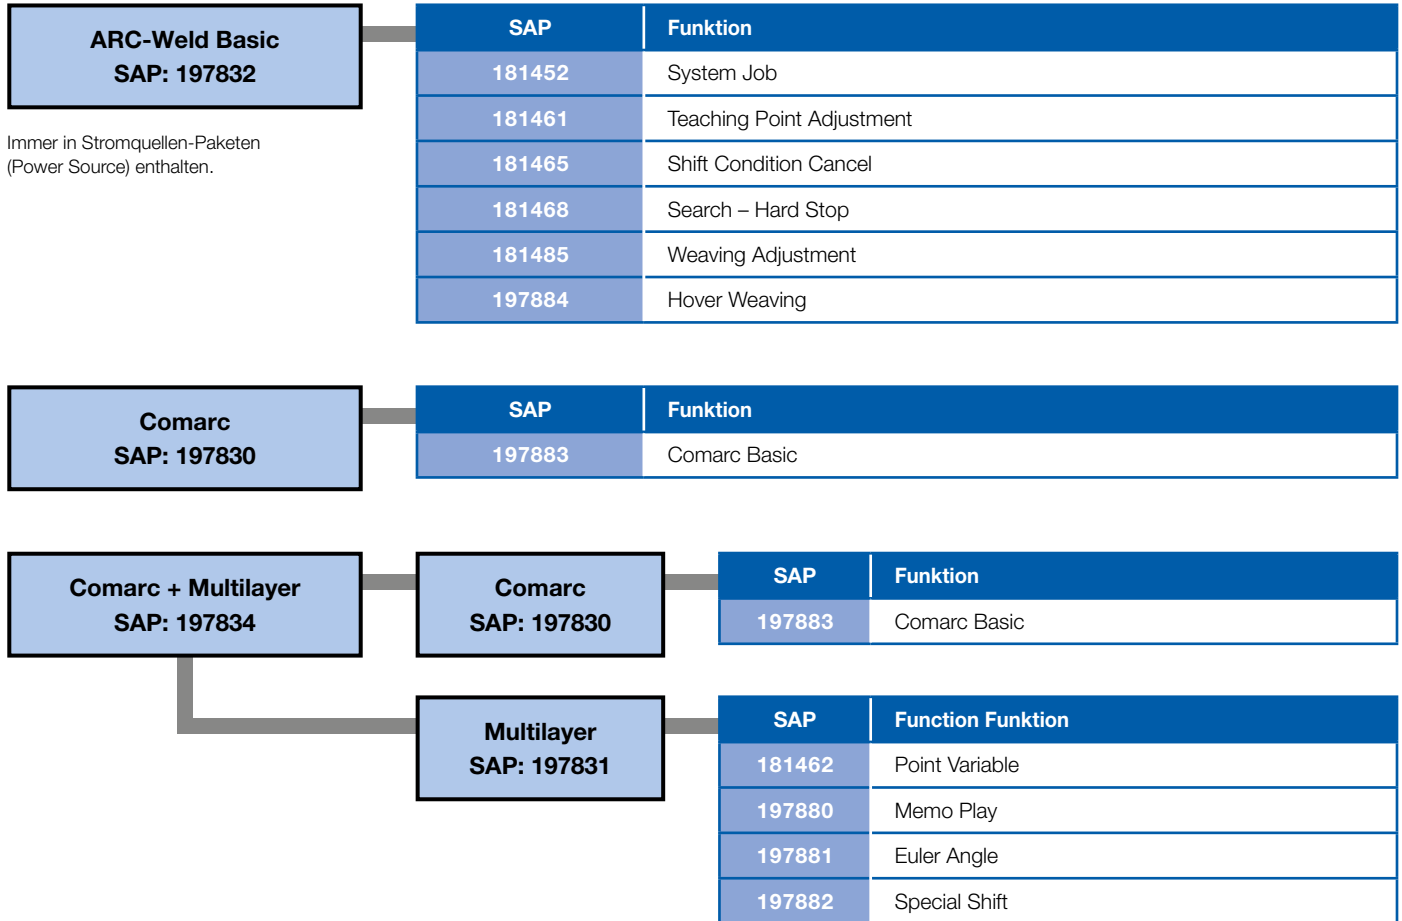 ARC-Weld Basic
SAP: 197832
Immer in Stromquellen-Paketen
(Power Source) enthalten.
SAP Funktion
181452 System Job
181461 Teaching Point Adjustment
181465 Shift Condition Cancel
181468 Search – Hard Stop
181485 Weaving Adjustment
197884 Hover Weaving
Comarc
SAP: 197830
SAP Funktion
197883 Comarc Basic
Comarc + Multilayer
SAP: 197834
Comarc
SAP: 197830
SAP Funktion
197883 Comarc Basic
Multilayer
SAP: 197831
SAP Function Funktion
181462 Point Variable
197880 Memo Play
197881 Euler Angle
197882 Special Shift